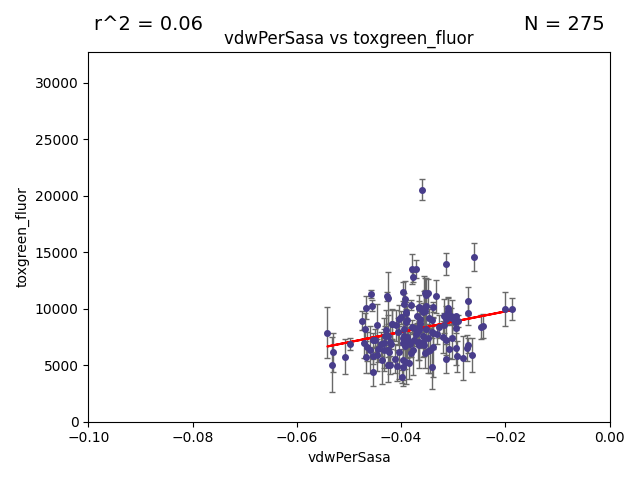 r^2 = 0.06
N = 275
vdwPerSasa vs toxgreen_fluor
30000
25000
20000
15000
10000
5000
0
toxgreen_fluor
−0.10
−0.08
−0.06
−0.04
−0.02
0.00
vdwPerSasa